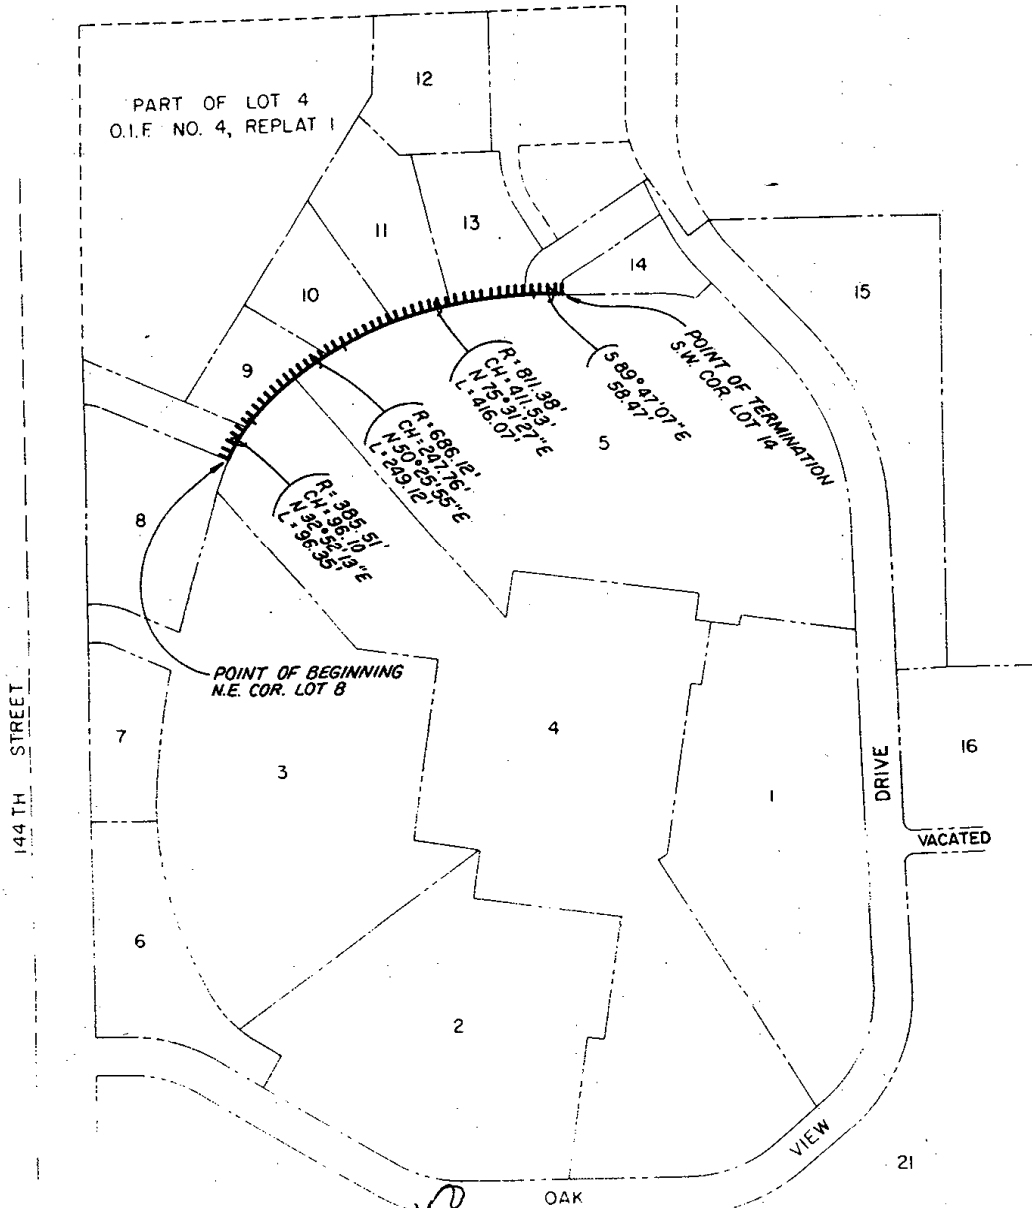 12
PART OF LOT 4
O.I.F. NO. 4, REPLAT 1
11
13
14
15
10
9
POINT OF TERMINATION
S.W. COR. LOT 14
S 89°47'07"E
58.47'
R=811.38'
CH=411.53'
N 75°31'27"E
L=416.07'
5
R=686.12'
CH=247.76'
N 50°25'55"E
L=249.12'
R=385.51'
CH=96.10
N 32°52'13"E
L=96.35'
8
POINT OF BEGINNING
N.E. COR. LOT 8
144TH STREET
7
3
4
1
DRIVE
16
VACATED
6
2
VIEW
21
OAK